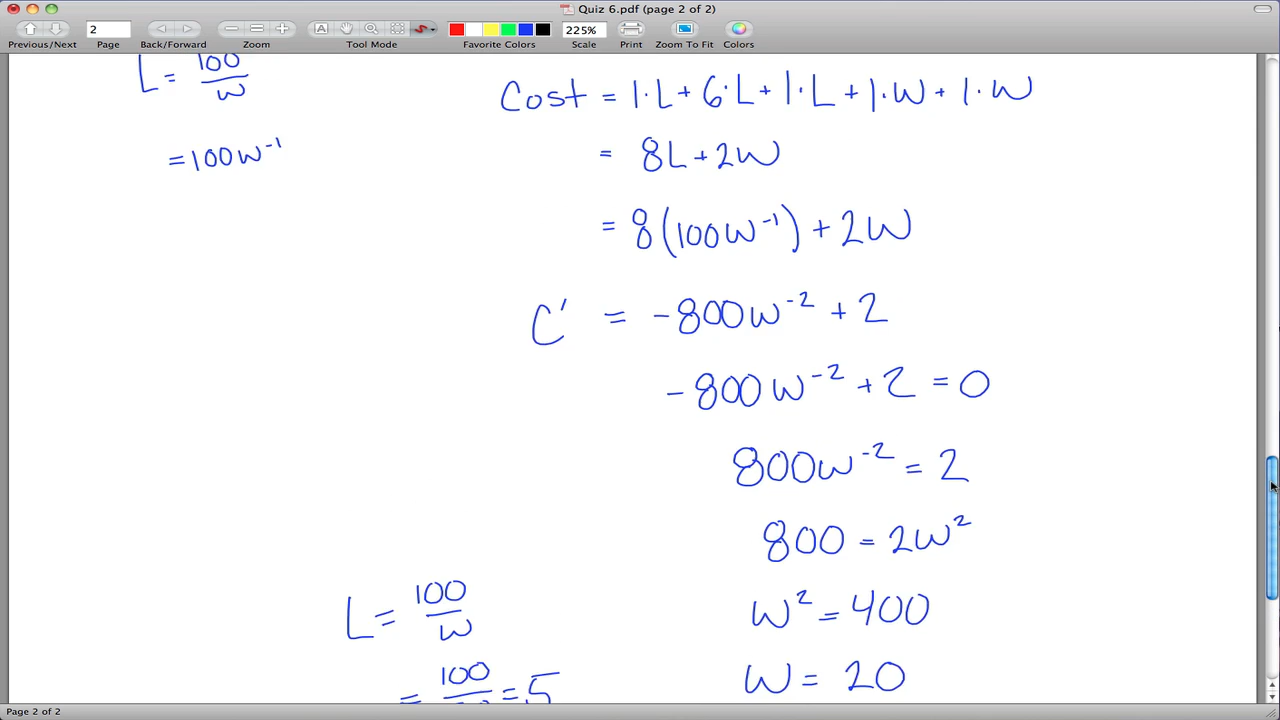 Quiz 6.pdf (page 2 of 2)
2 225%
Previous/Next Page Back/Forward Zoom Tool Mode Favorite Colors Scale Print Zoom To Fit Colors
L = 100/W
= 100W⁻¹
Cost = 1·L + 6·L + 1·L + 1·W + 1·W
= 8L + 2W
= 8(100W⁻¹) + 2W
C' = -800W⁻² + 2
-800W⁻² + 2 = 0
800W⁻² = 2
800 = 2W²
W² = 400
W = 20
L = 100/W
= 100/ = 5
Page 2 of 2